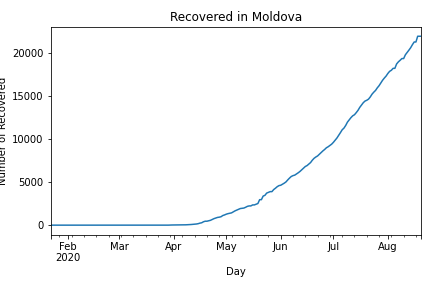 Recovered in Moldova
Number of Recovered
20000
15000
10000
5000
0
Feb Mar Apr May Jun Jul Aug
2020
Day